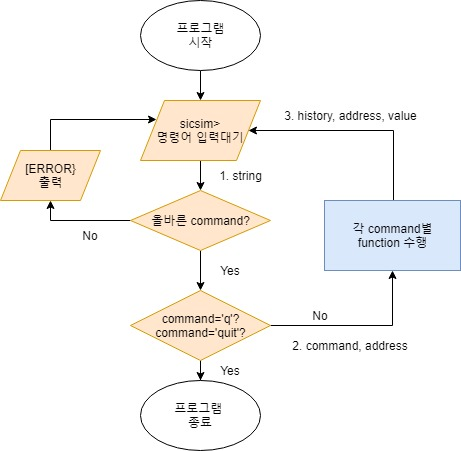 프로그램
시작
sicsim>
명령어 입력대기
3. history, address, value
[ERROR}
출력
1. string
올바른 command?
No
각 command별
function 수행
Yes
command='q'?
command='quit'?
No
2. command, address
Yes
프로그램
종료